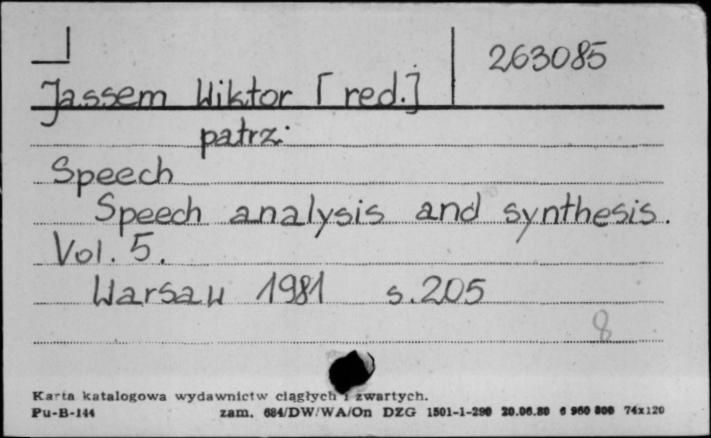 263085
Jassem Wiktor [red.]
patrz:
Speech
Speech analysis and synthesis.
Vol. 5.
Warsaw 1981 s. 205
8
Karta katalogowa wydawnictw ciągłych i zwartych.
Pu-B-144 zam. 684/DW/WA/On DZG 1501-1-290 20.06.80 6 960 800 74x120